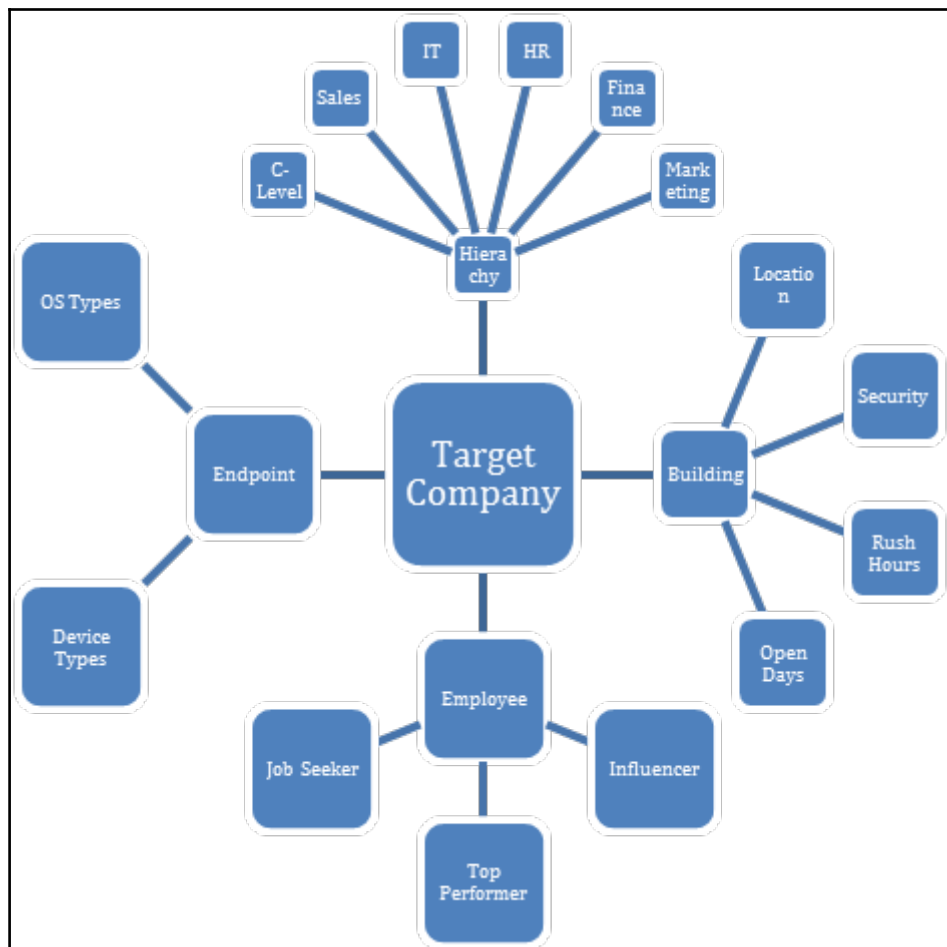 IT
HR
Sales
Fina
nce
C-
Level
Mark
eting
Hiera
chy
OS Types
Locatio
n
Security
Target
Company
Endpoint
Building
Rush
Hours
Device
Types
Open
Days
Employee
Job Seeker
Influencer
Top
Performer